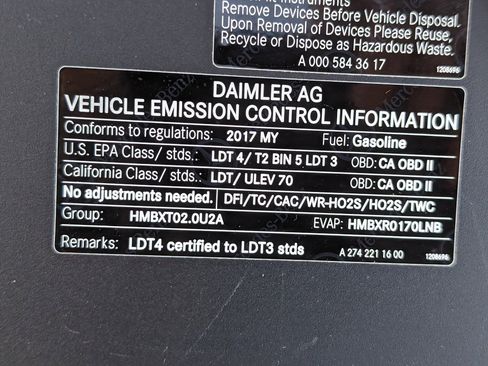 Instruments
Remove Devices Before Vehicle Disposal.
Upon Removal of Devices Please Reuse,
Recycle or Dispose as Hazardous Waste.
A 000 584 36 17
1208696
DAIMLER AG
VEHICLE EMISSION CONTROL INFORMATION
Conforms to regulations: 2017 MY Fuel: Gasoline
U.S. EPA Class/ stds.: LDT 4/ T2 BIN 5 LDT 3 OBD: CA OBD II
California Class/ stds.: LDT/ ULEV 70 OBD: CA OBD II
No adjustments needed. DFI/TC/CAC/WR-HO2S/HO2S/TWC
Group: HMBXT02.0U2A EVAP: HMBXR0170LNB
Remarks: LDT4 certified to LDT3 stds A 274 221 16 00 1208696